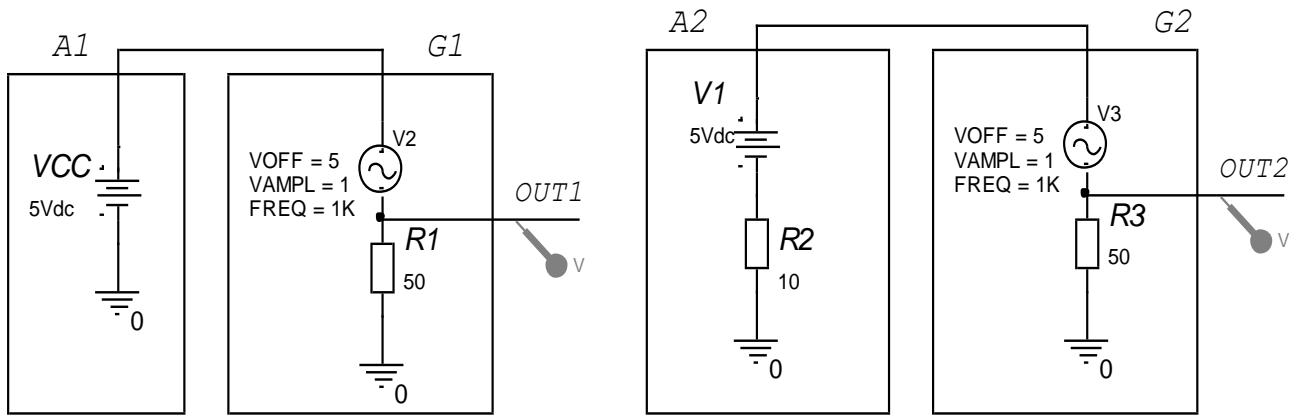 A1
G1
VCC
5Vdc
0
V2
VOFF = 5
VAMPL = 1
FREQ = 1K
OUT1
V
R1
50
0
A2
G2
V1
5Vdc
R2
10
0
V3
VOFF = 5
VAMPL = 1
FREQ = 1K
OUT2
V
R3
50
0